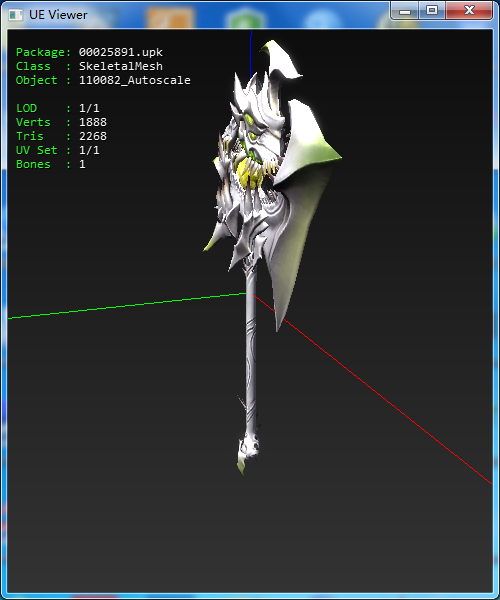 UE Viewer
Package: 00025891.upk
Class : SkeletalMesh
Object : 110082_Autoscale
LOD : 1/1
Verts : 1888
Tris : 2268
UV Set : 1/1
Bones : 1